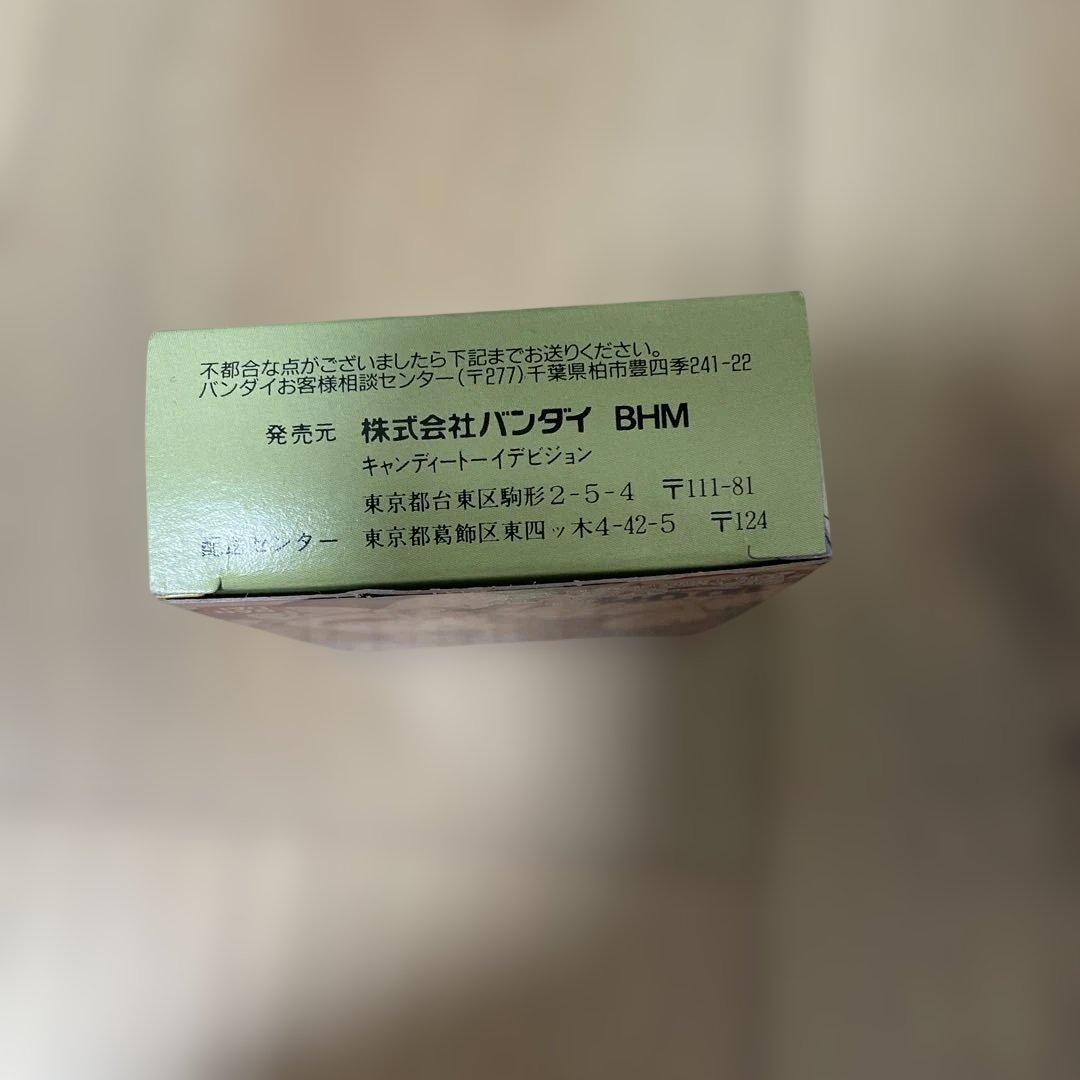 不都合な点がございましたら下記までお送りください。
バンダイお客様相談センター(〒277)千葉県柏市豊四季241-22
発売元 株式会社バンダイ BHM
キャンディートーイデビジョン
東京都台東区駒形2-5-4 〒111-81
配送センター 東京都葛飾区東四ッ木4-42-5 〒124